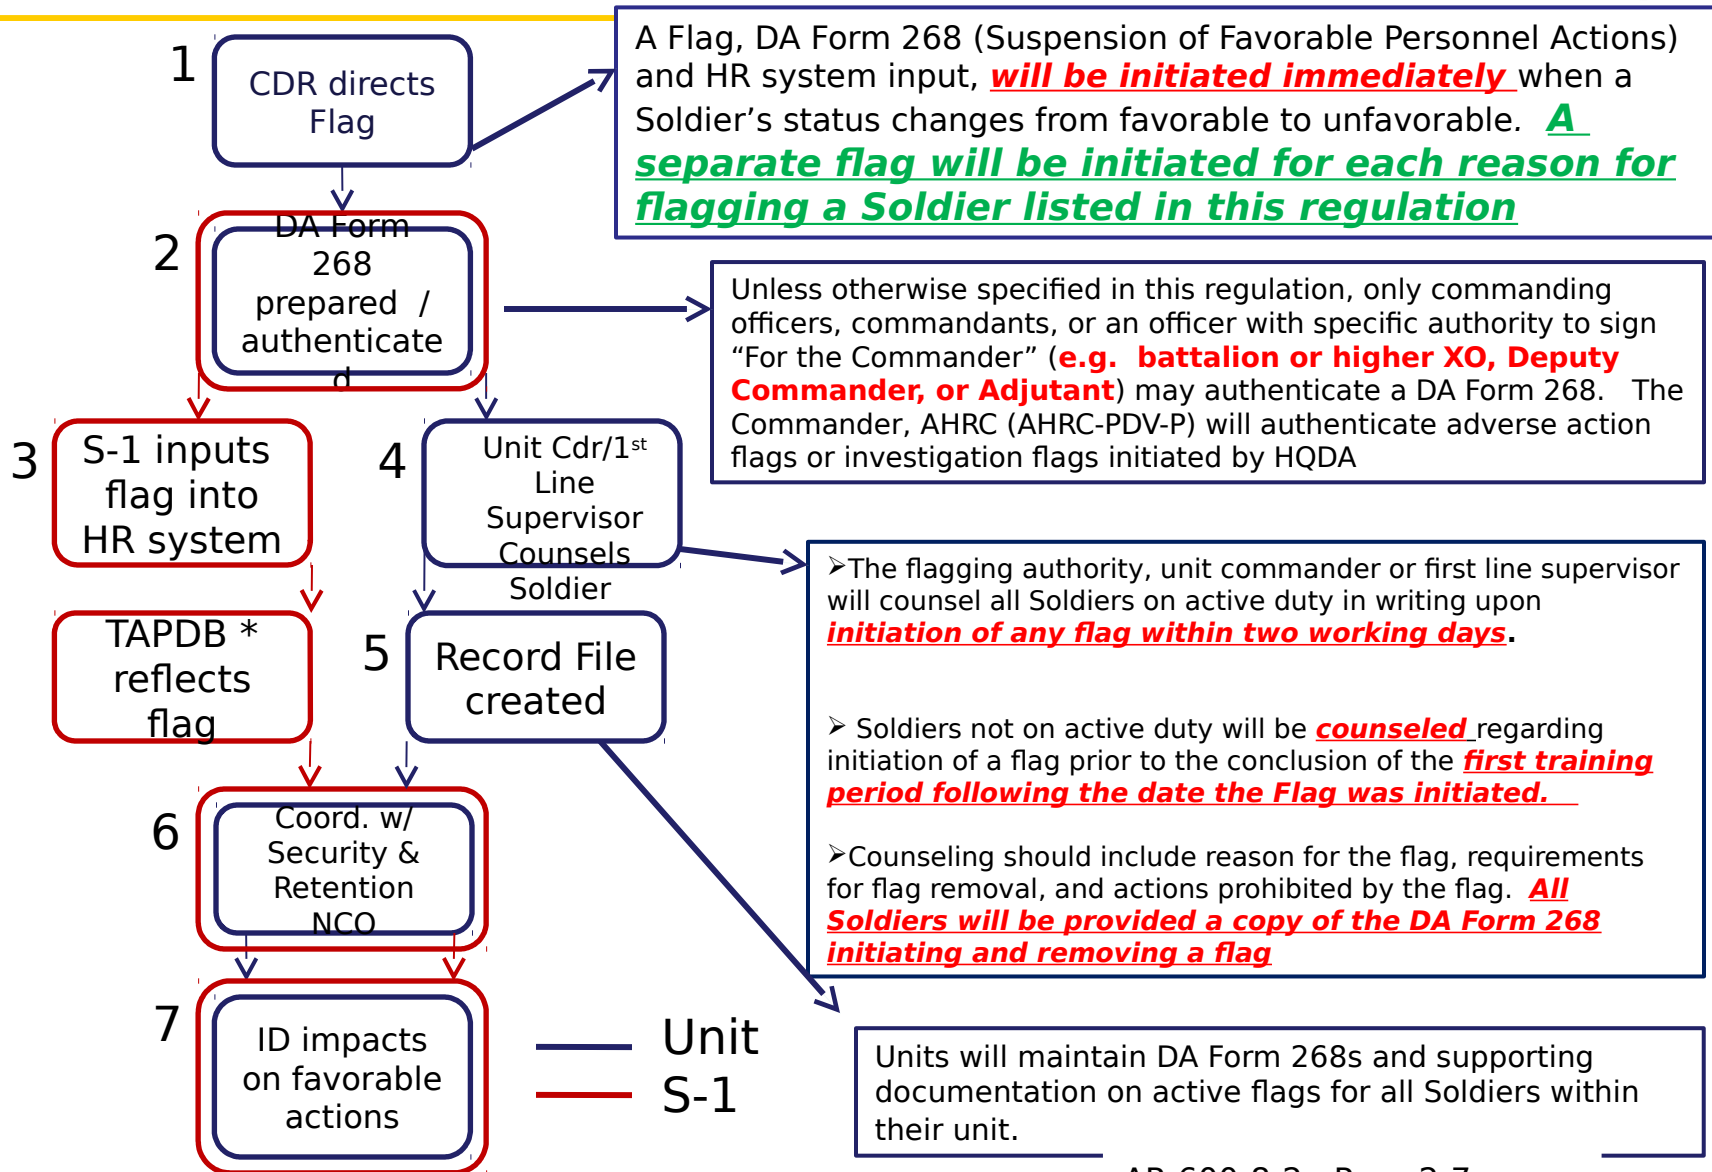 1
CDR directs
Flag
A Flag, DA Form 268 (Suspension of Favorable Personnel Actions)
and HR system input, will be initiated immediately when a
Soldier’s status changes from favorable to unfavorable. A
separate flag will be initiated for each reason for
flagging a Soldier listed in this regulation
2
DA Form
268
prepared /
authenticate
d
Unless otherwise specified in this regulation, only commanding
officers, commandants, or an officer with specific authority to sign
“For the Commander” (e.g. battalion or higher XO, Deputy
Commander, or Adjutant) may authenticate a DA Form 268. The
Commander, AHRC (AHRC-PDV-P) will authenticate adverse action
flags or investigation flags initiated by HQDA
3
S-1 inputs
flag into
HR system
4
Unit Cdr/1st
Line
Supervisor
Counsels
Soldier
➢The flagging authority, unit commander or first line supervisor
will counsel all Soldiers on active duty in writing upon
initiation of any flag within two working days.
➢ Soldiers not on active duty will be counseled regarding
initiation of a flag prior to the conclusion of the first training
period following the date the Flag was initiated.
➢Counseling should include reason for the flag, requirements
for flag removal, and actions prohibited by the flag. All
Soldiers will be provided a copy of the DA Form 268
initiating and removing a flag
TAPDB *
reflects
flag
5
Record File
created
6
Coord. w/
Security &
Retention
NCO
7
ID impacts
on favorable
actions
Unit
S-1
Units will maintain DA Form 268s and supporting
documentation on active flags for all Soldiers within
their unit.